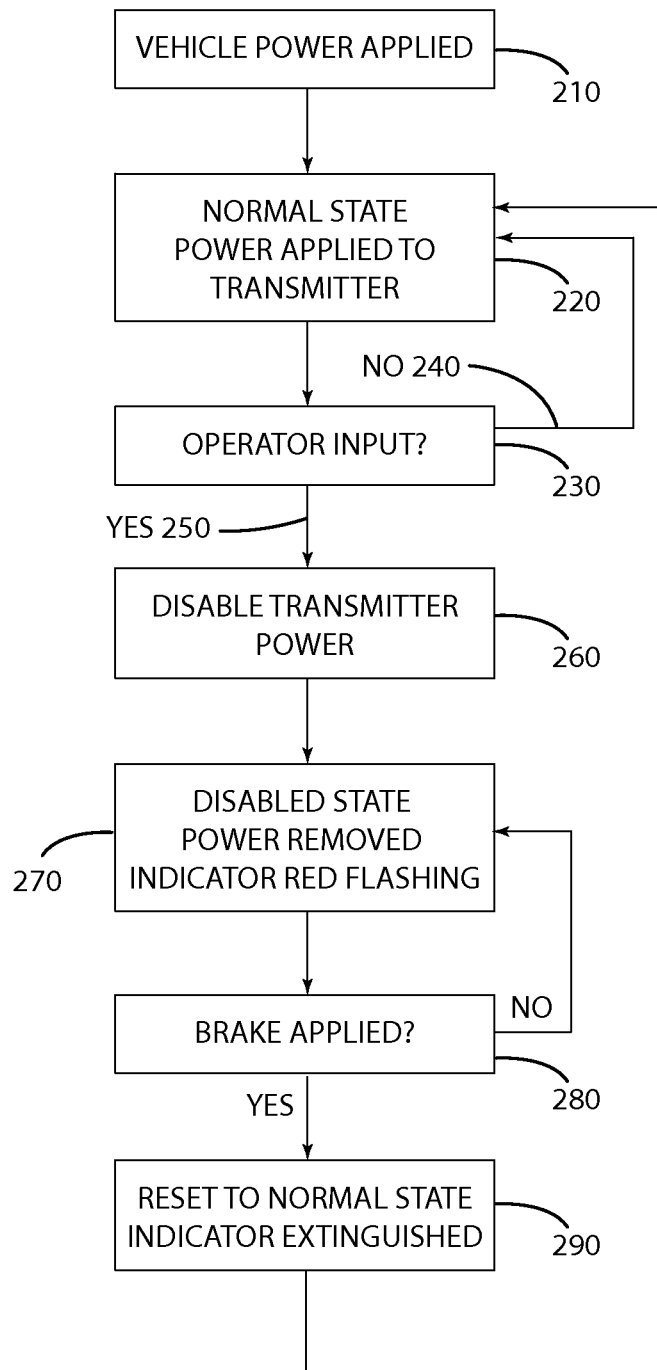 VEHICLE POWER APPLIED
210
NORMAL STATE
POWER APPLIED TO
TRANSMITTER
220
NO 240
OPERATOR INPUT?
230
YES 250
DISABLE TRANSMITTER
POWER
260
DISABLED STATE
POWER REMOVED
INDICATOR RED FLASHING
270
BRAKE APPLIED?
NO
280
YES
RESET TO NORMAL STATE
INDICATOR EXTINGUISHED
290